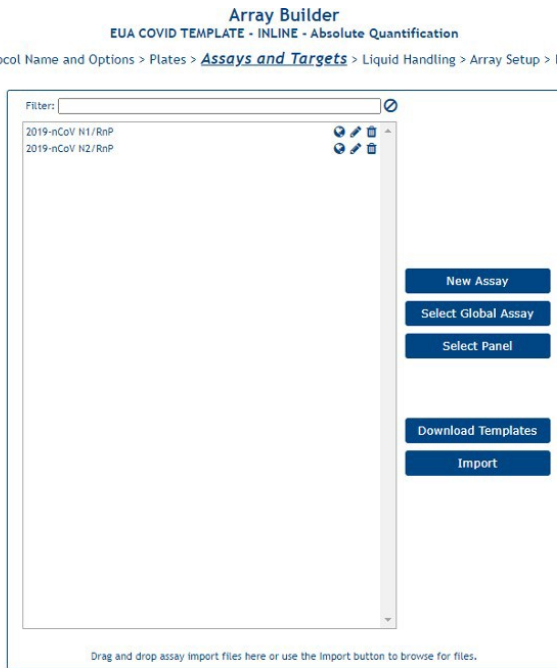 Array Builder
EUA COVID TEMPLATE - INLINE - Absolute Quantification
ocol Name and Options > Plates > Assays and Targets > Liquid Handling > Array Setup >
Filter:
2019-nCoV N1/RnP
2019-nCoV N2/RnP
New Assay
Select Global Assay
Select Panel
Download Templates
Import
Drag and drop assay import files here or use the Import button to browse for files.